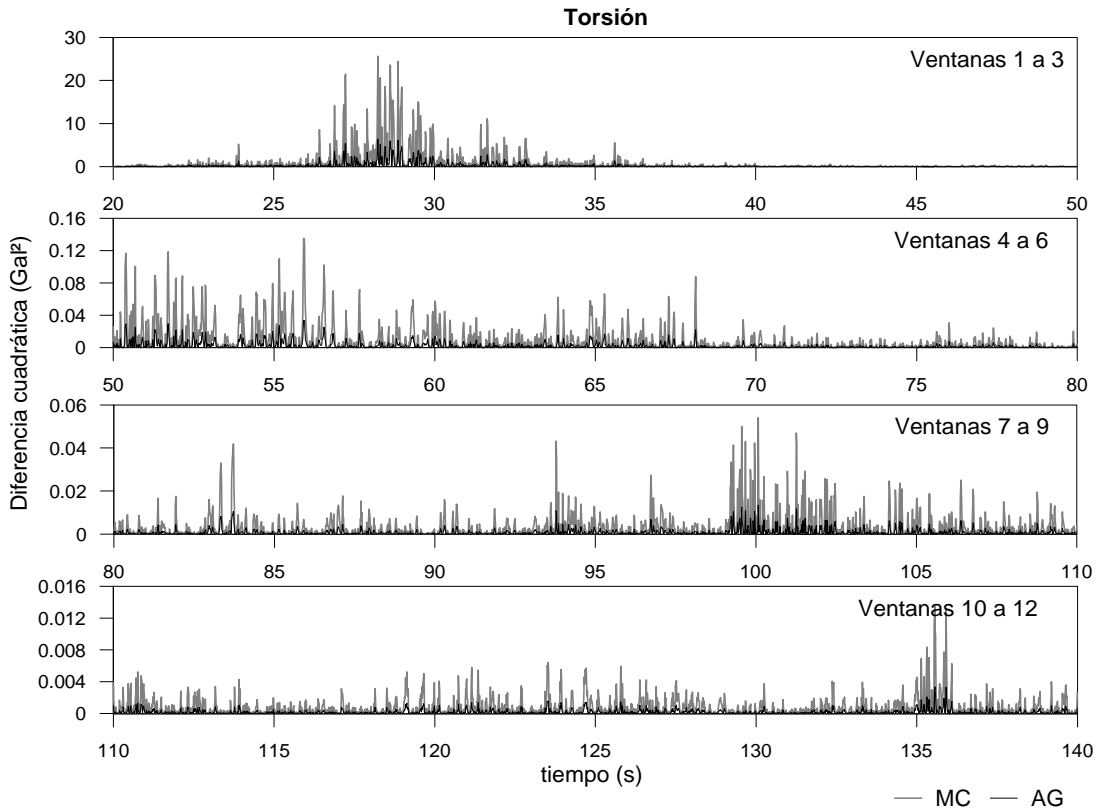 Torsión
Diferencia cuadrática (Gal²)
30
20
10
0
Ventanas 1 a 3
20 25 30 35 40 45 50
0.16
0.12
0.08
0.04
0
Ventanas 4 a 6
50 55 60 65 70 75 80
0.06
0.04
0.02
0
Ventanas 7 a 9
80 85 90 95 100 105 110
0.016
0.012
0.008
0.004
0
Ventanas 10 a 12
110 115 120 125 130 135 140
tiempo (s)
MC AG